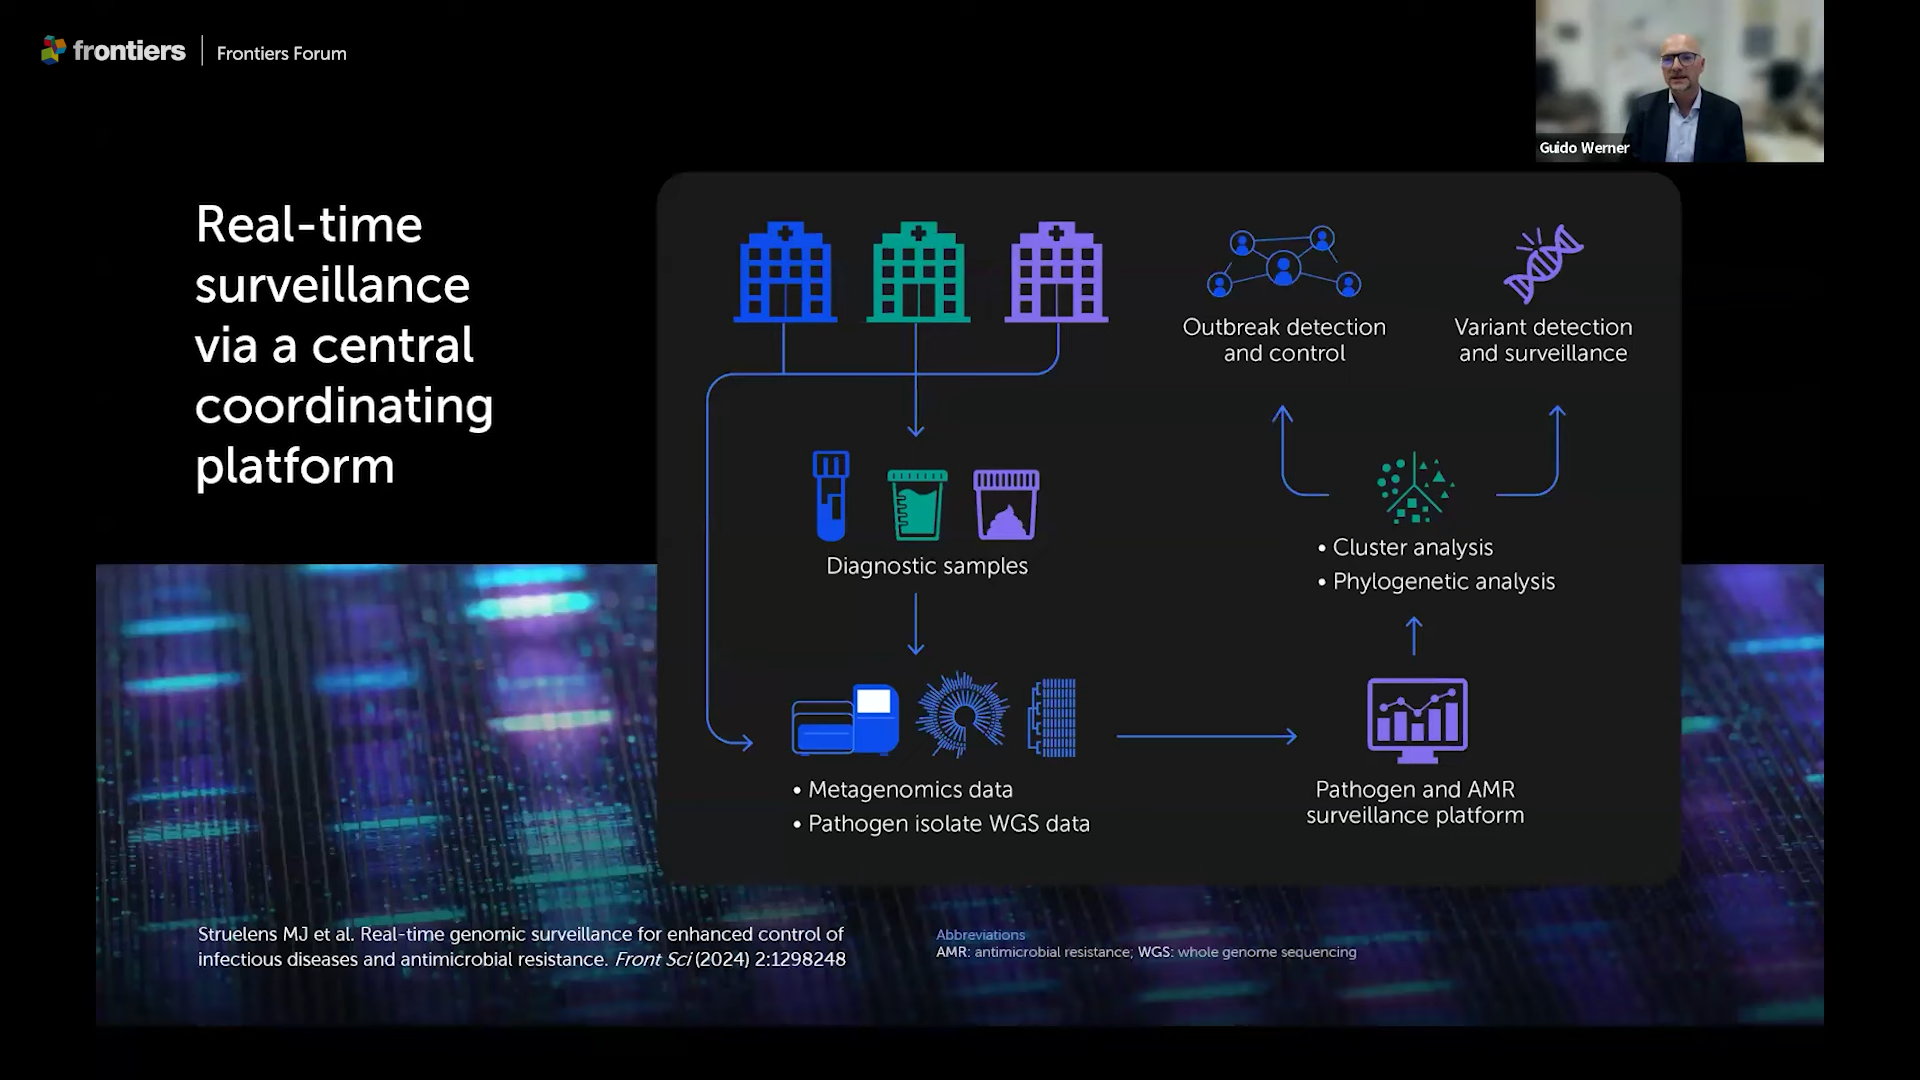 frontiers
Frontiers Forum
Guido Werner
Real-time
surveillance
via a central
coordinating
platform
Outbreak detection
and control
Variant detection
and surveillance
Diagnostic samples
• Cluster analysis
• Phylogenetic analysis
• Metagenomics data
• Pathogen isolate WGS data
Pathogen and AMR
surveillance platform
Struelens MJ et al. Real-time genomic surveillance for enhanced control of
infectious diseases and antimicrobial resistance. Front Sci (2024) 2:1298248
Abbreviations
AMR: antimicrobial resistance; WGS: whole genome sequencing